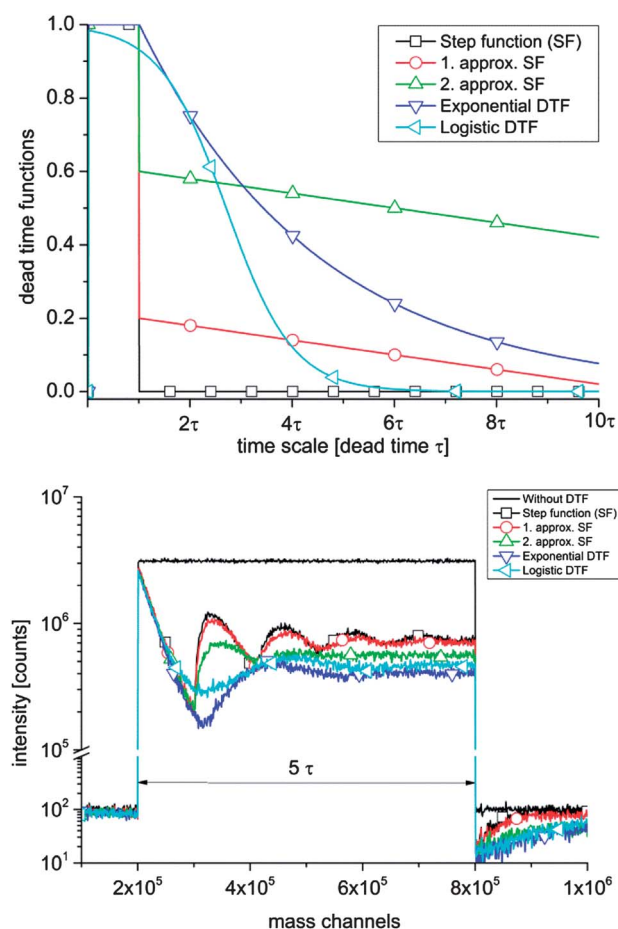 1.0
0.8
0.6
0.4
0.2
0.0
dead time functions
Step function (SF)
1. approx. SF
2. approx. SF
Exponential DTF
Logistic DTF
2τ 4τ 6τ 8τ 10τ
time scale [dead time τ]
10⁷
10⁶
10⁵
10²
10¹
intensity [counts]
Without DTF
Step function (SF)
1. approx. SF
2. approx. SF
Exponential DTF
Logistic DTF
5 τ
2x10⁵ 4x10⁵ 6x10⁵ 8x10⁵ 1x10⁶
mass channels